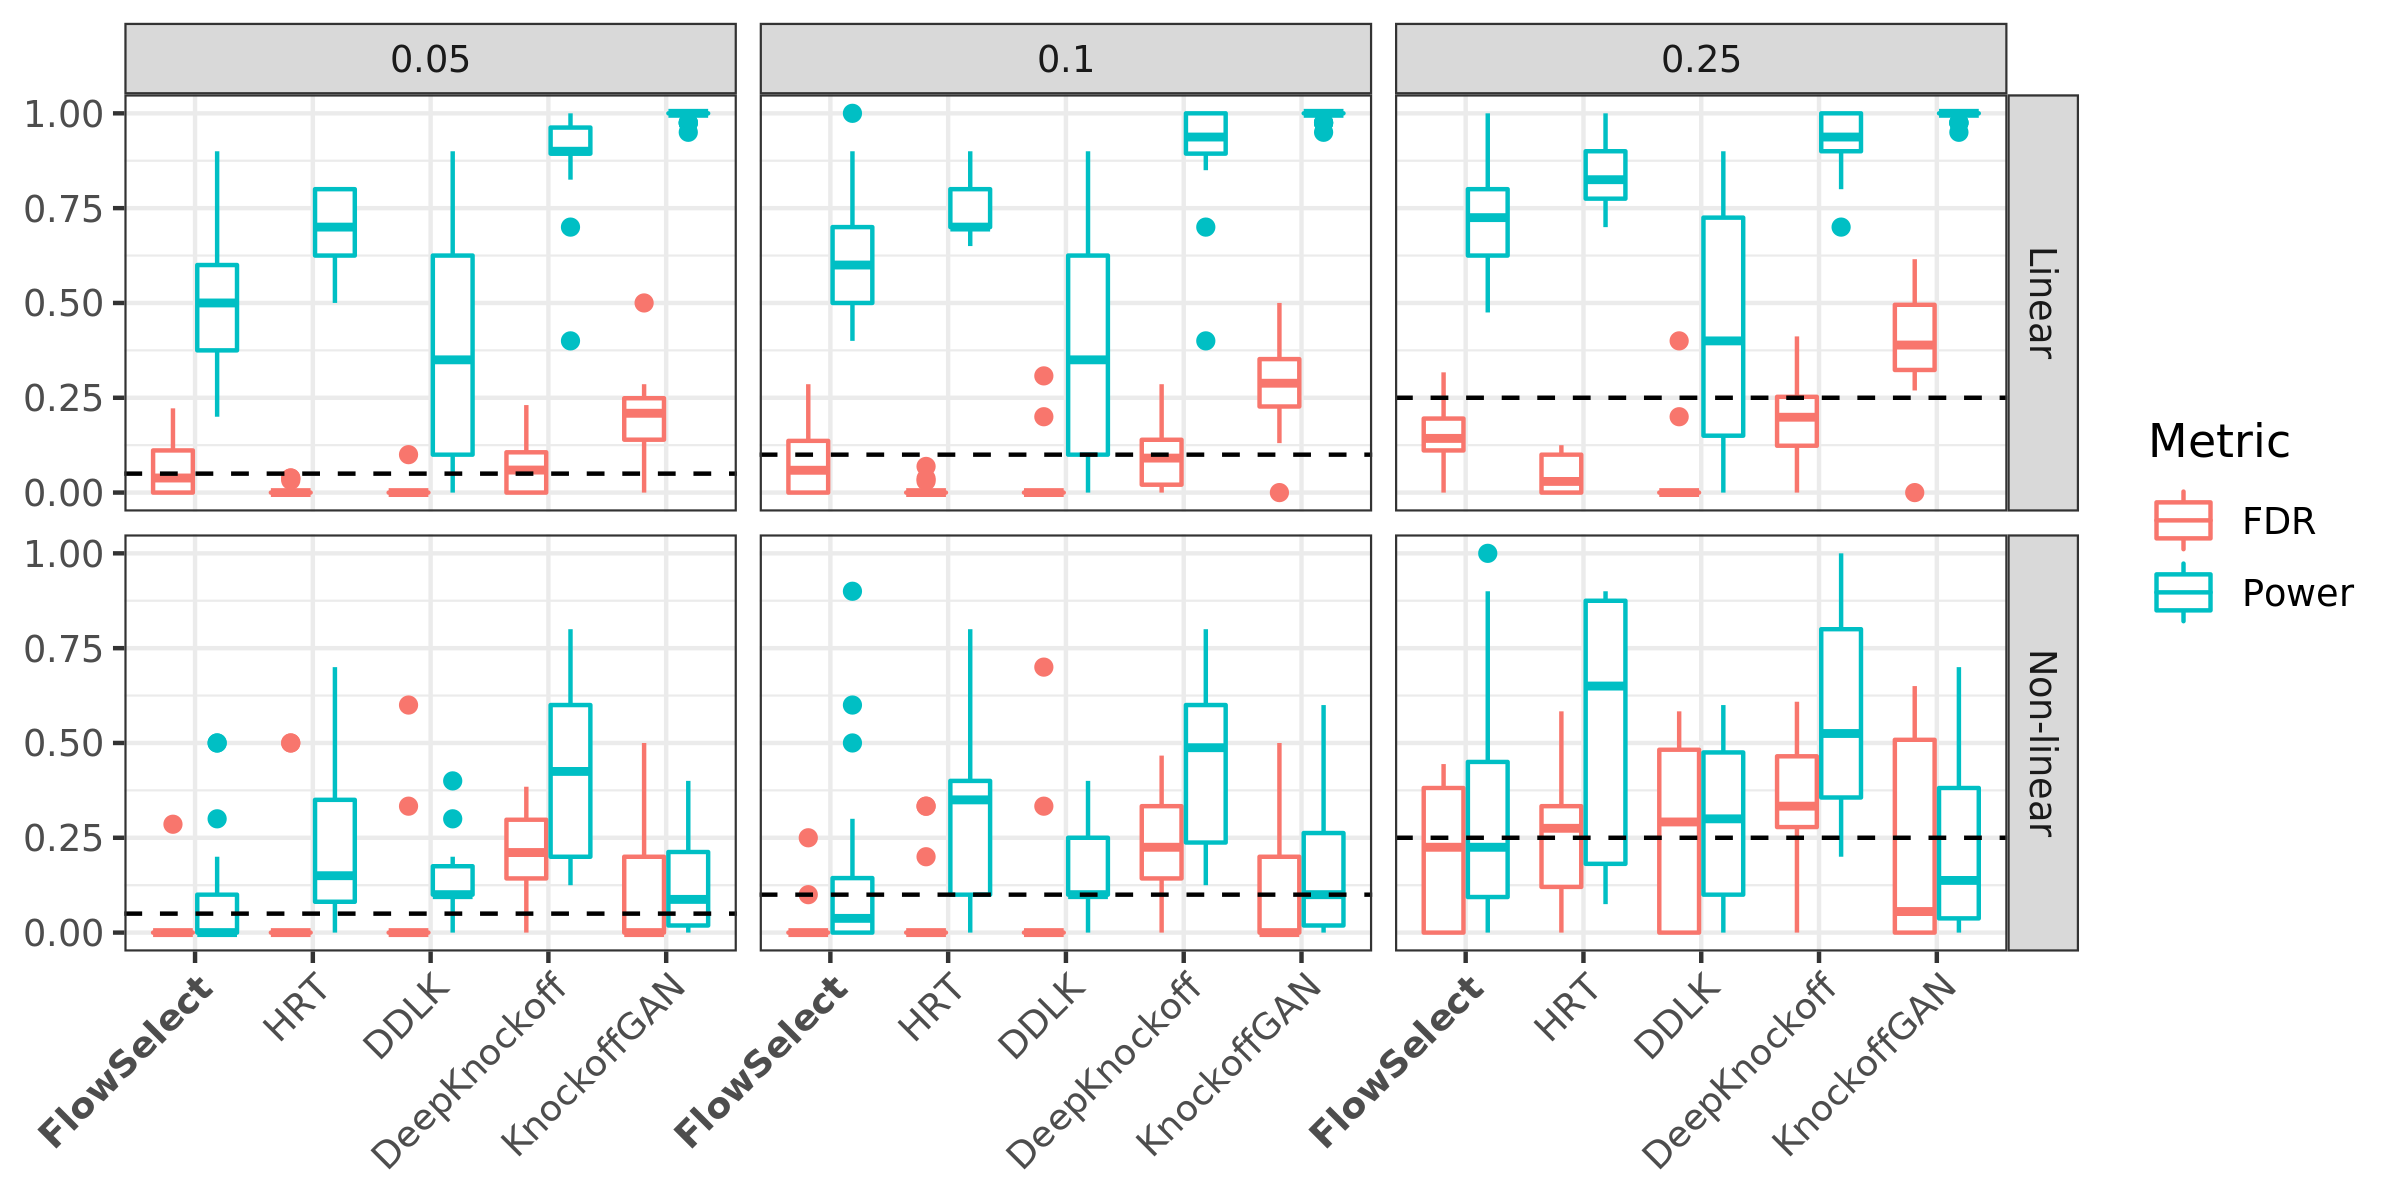 0.05 0.1 0.25
1.00
0.75
0.50
0.25
0.00
Linear
1.00
0.75
0.50
0.25
0.00
Non-linear
FlowSelect HRT DDLK DeepKnockoff KnockoffGAN FlowSelect HRT DDLK DeepKnockoff KnockoffGAN FlowSelect HRT DDLK DeepKnockoff KnockoffGAN
Metric
FDR
Power